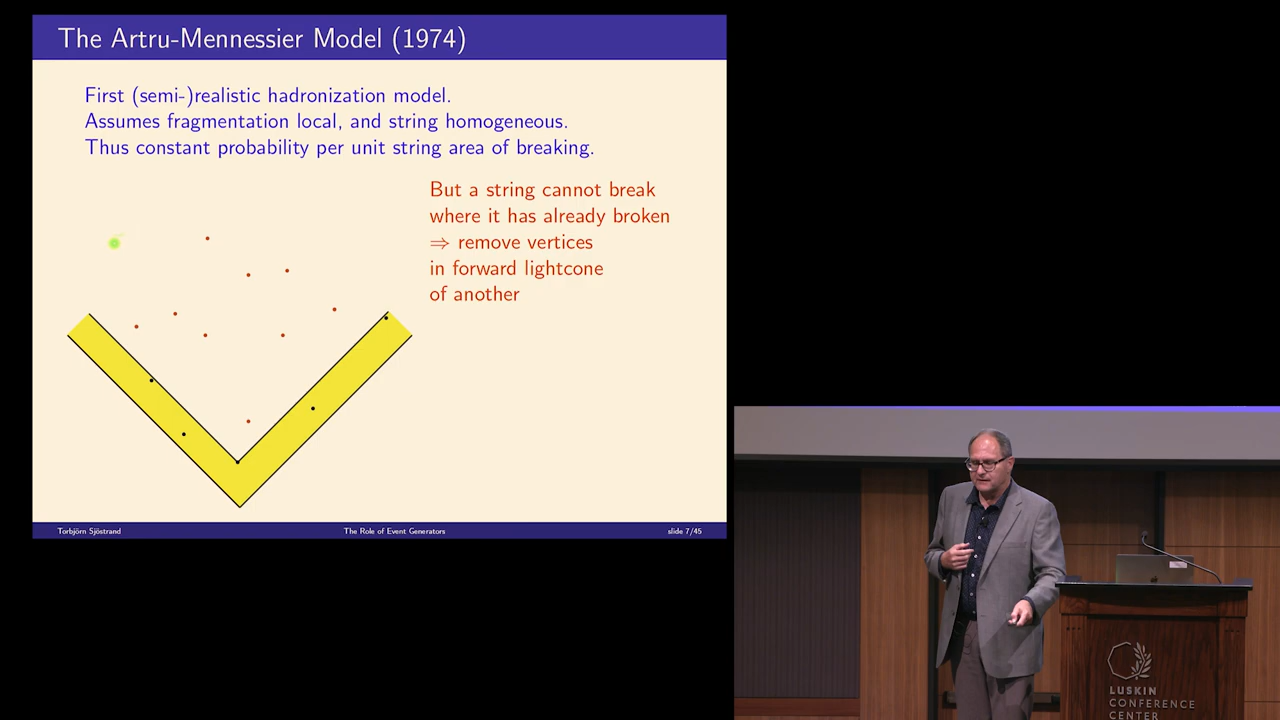 The Artru-Mennessier Model (1974)
First (semi-)realistic hadronization model.
Assumes fragmentation local, and string homogeneous.
Thus constant probability per unit string area of breaking.
But a string cannot break
where it has already broken
⇒ remove vertices
in forward lightcone
of another
Torbjörn Sjöstrand
The Role of Event Generators
slide 7/45
LUSKIN
CONFERENCE
CENTER